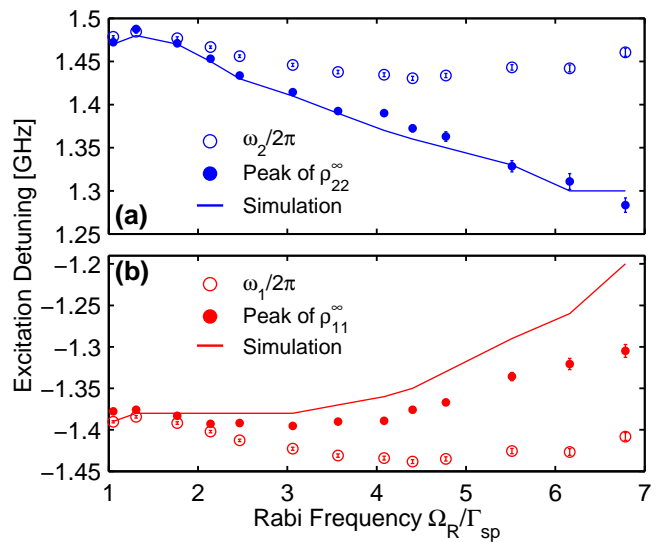 1.5
1.45
1.4
1.35
1.3
1.25
ω₂/2π
Peak of ρ₂₂^∞
Simulation
(a)
Excitation Detuning [GHz]
−1.2
−1.25
−1.3
−1.35
−1.4
−1.45
(b)
ω₁/2π
Peak of ρ₁₁^∞
Simulation
1 2 3 4 5 6 7
Rabi Frequency Ω_R/Γ_sp